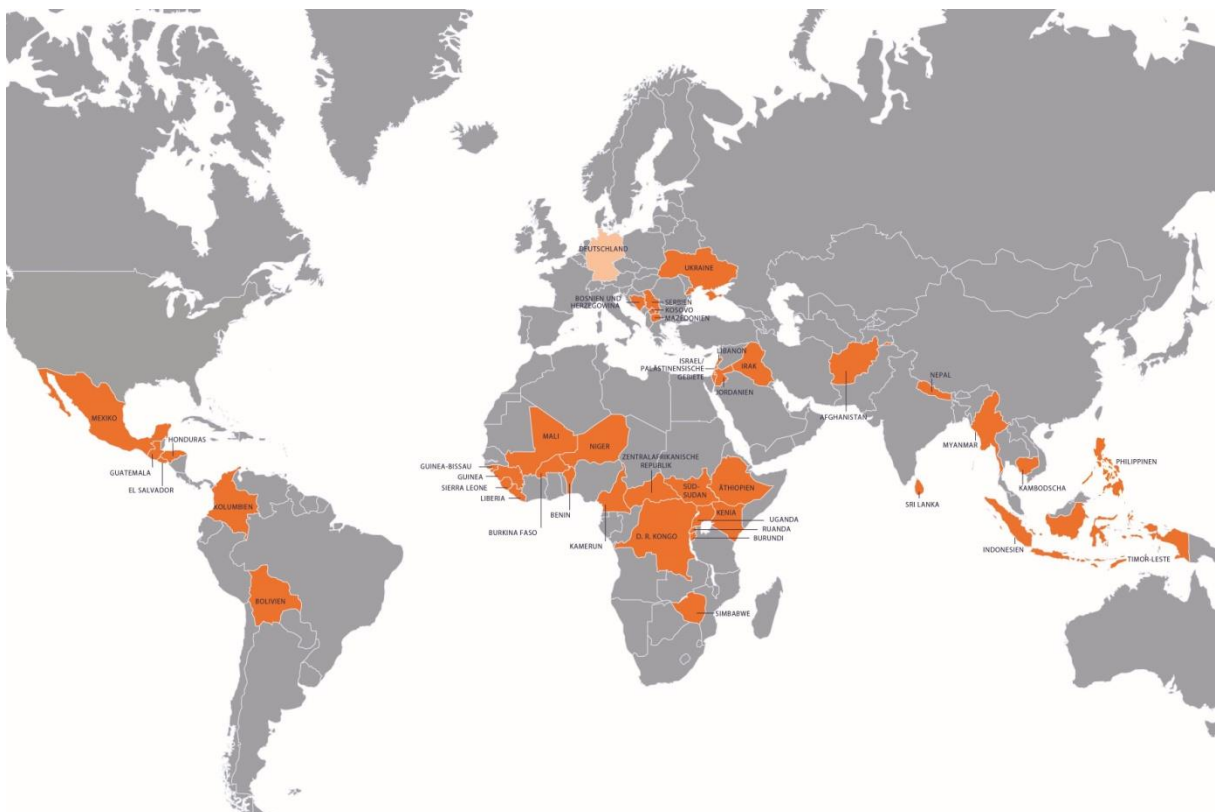 DEUTSCHLAND
UKRAINE
BOSNIEN UND
HERZEGOWINA
SERBIEN
KOSOVO
MAZEDONIEN
LIBANON
ISRAEL/
PALÄSTINENSISCHE
GEBIETE
IRAK
JORDANIEN
AFGHANISTAN
NEPAL
MYANMAR
PHILIPPINEN
KAMBODSCHA
SRI LANKA
INDONESIEN
TIMOR-LESTE
MEXIKO
HONDURAS
GUATEMALA
EL SALVADOR
KOLUMBIEN
BOLIVIEN
MALI
NIGER
ZENTRALAFRIKANISCHE
REPUBLIK
GUINEA-BISSAU
GUINEA
SIERRA LEONE
LIBERIA
BURKINA FASO
BENIN
KAMERUN
SÜD-
SUDAN
ÄTHIOPIEN
KENIA
UGANDA
RUANDA
BURUNDI
D. R. KONGO
SIMBABWE